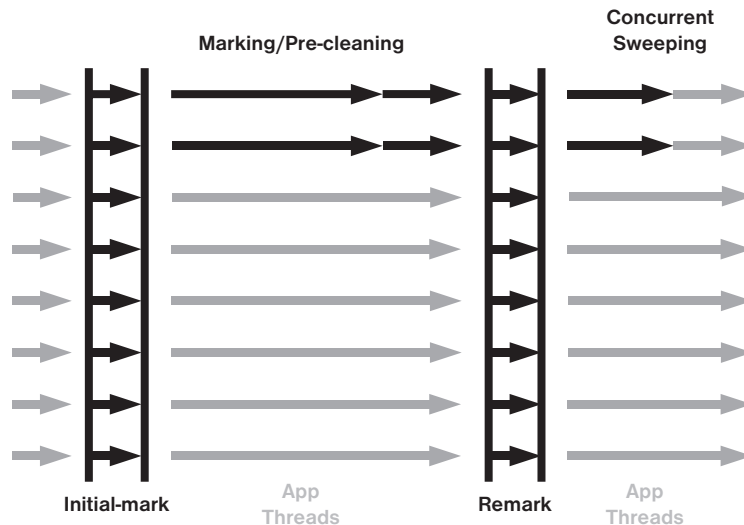 Marking/Pre-cleaning
Concurrent
Sweeping
Initial-mark
App
Threads
Remark
App
Threads